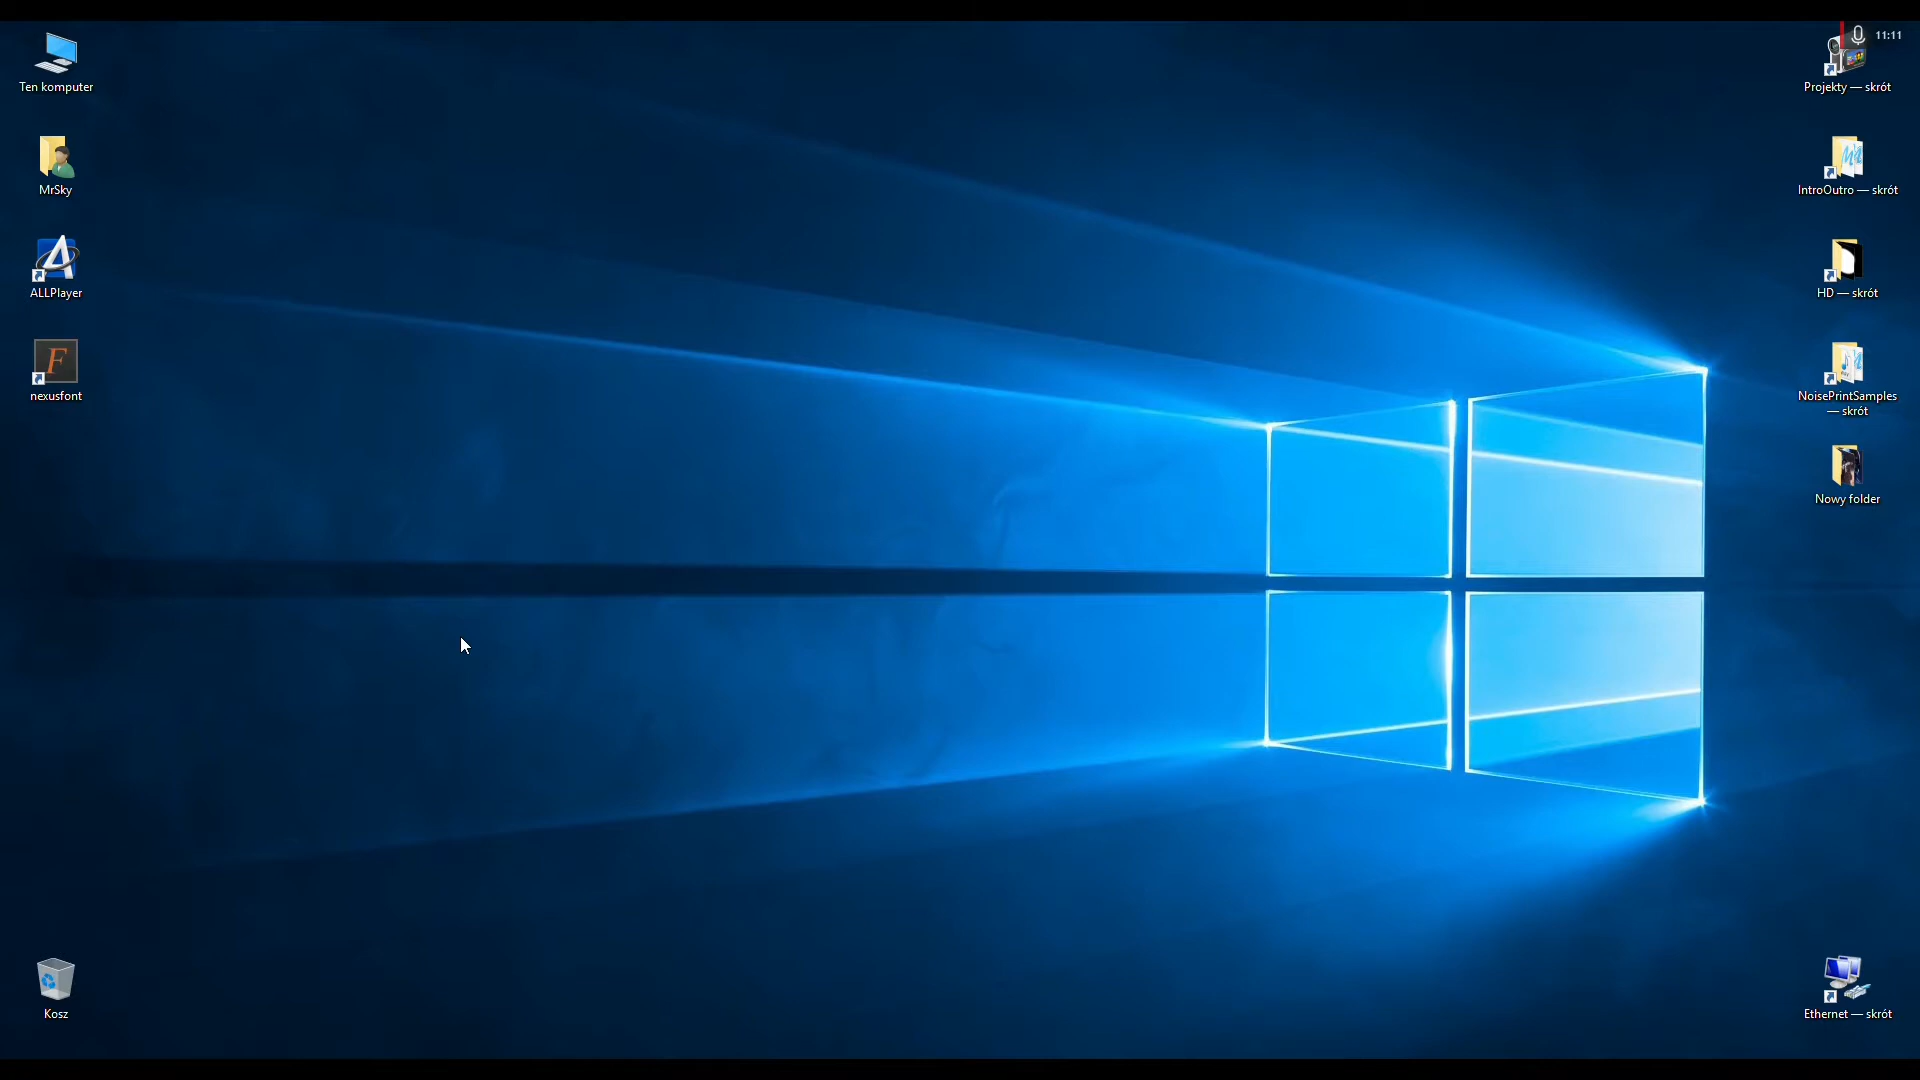 Ten komputer
MrSky
ALLPlayer
nexusfont
Kosz
11:11
Projekty — skrót
IntroOutro — skrót
HD — skrót
NoisePrintSamples
— skrót
Nowy folder
Ethernet — skrót